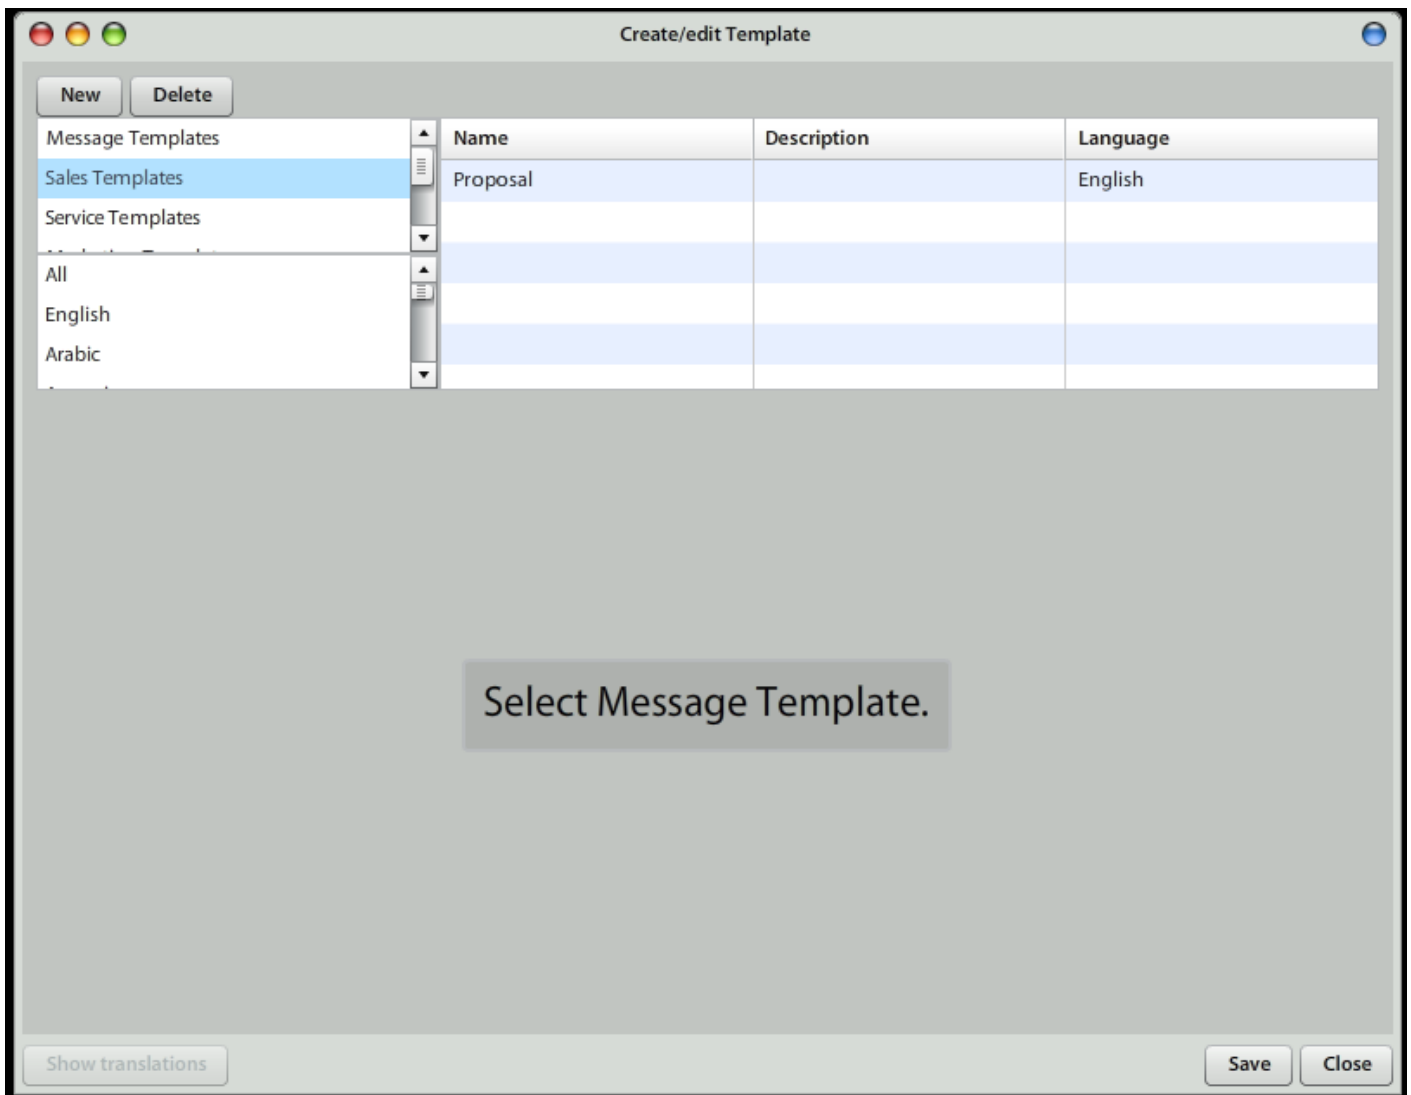 Create/edit Template
New Delete
Message Templates
Sales Templates
Service Templates
All
English
Arabic
Name Description Language
Proposal English
Select Message Template.
Show translations Save Close